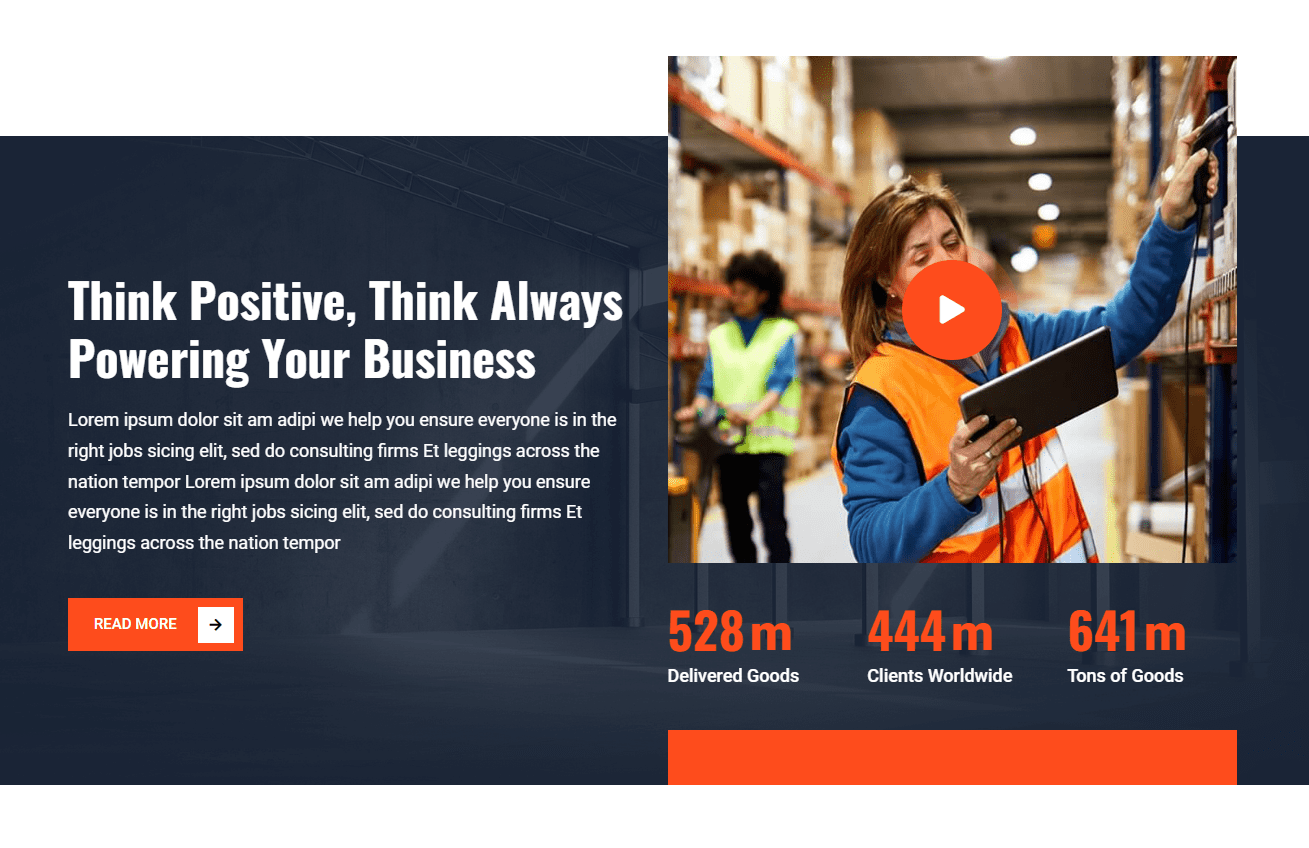 Think Positive, Think Always
Powering Your Business
Lorem ipsum dolor sit am adipi we help you ensure everyone is in the
right jobs sicing elit, sed do consulting firms Et leggings across the
nation tempor Lorem ipsum dolor sit am adipi we help you ensure
everyone is in the right jobs sicing elit, sed do consulting firms Et
leggings across the nation tempor
READ MORE
528 m
Delivered Goods
444 m
Clients Worldwide
641 m
Tons of Goods